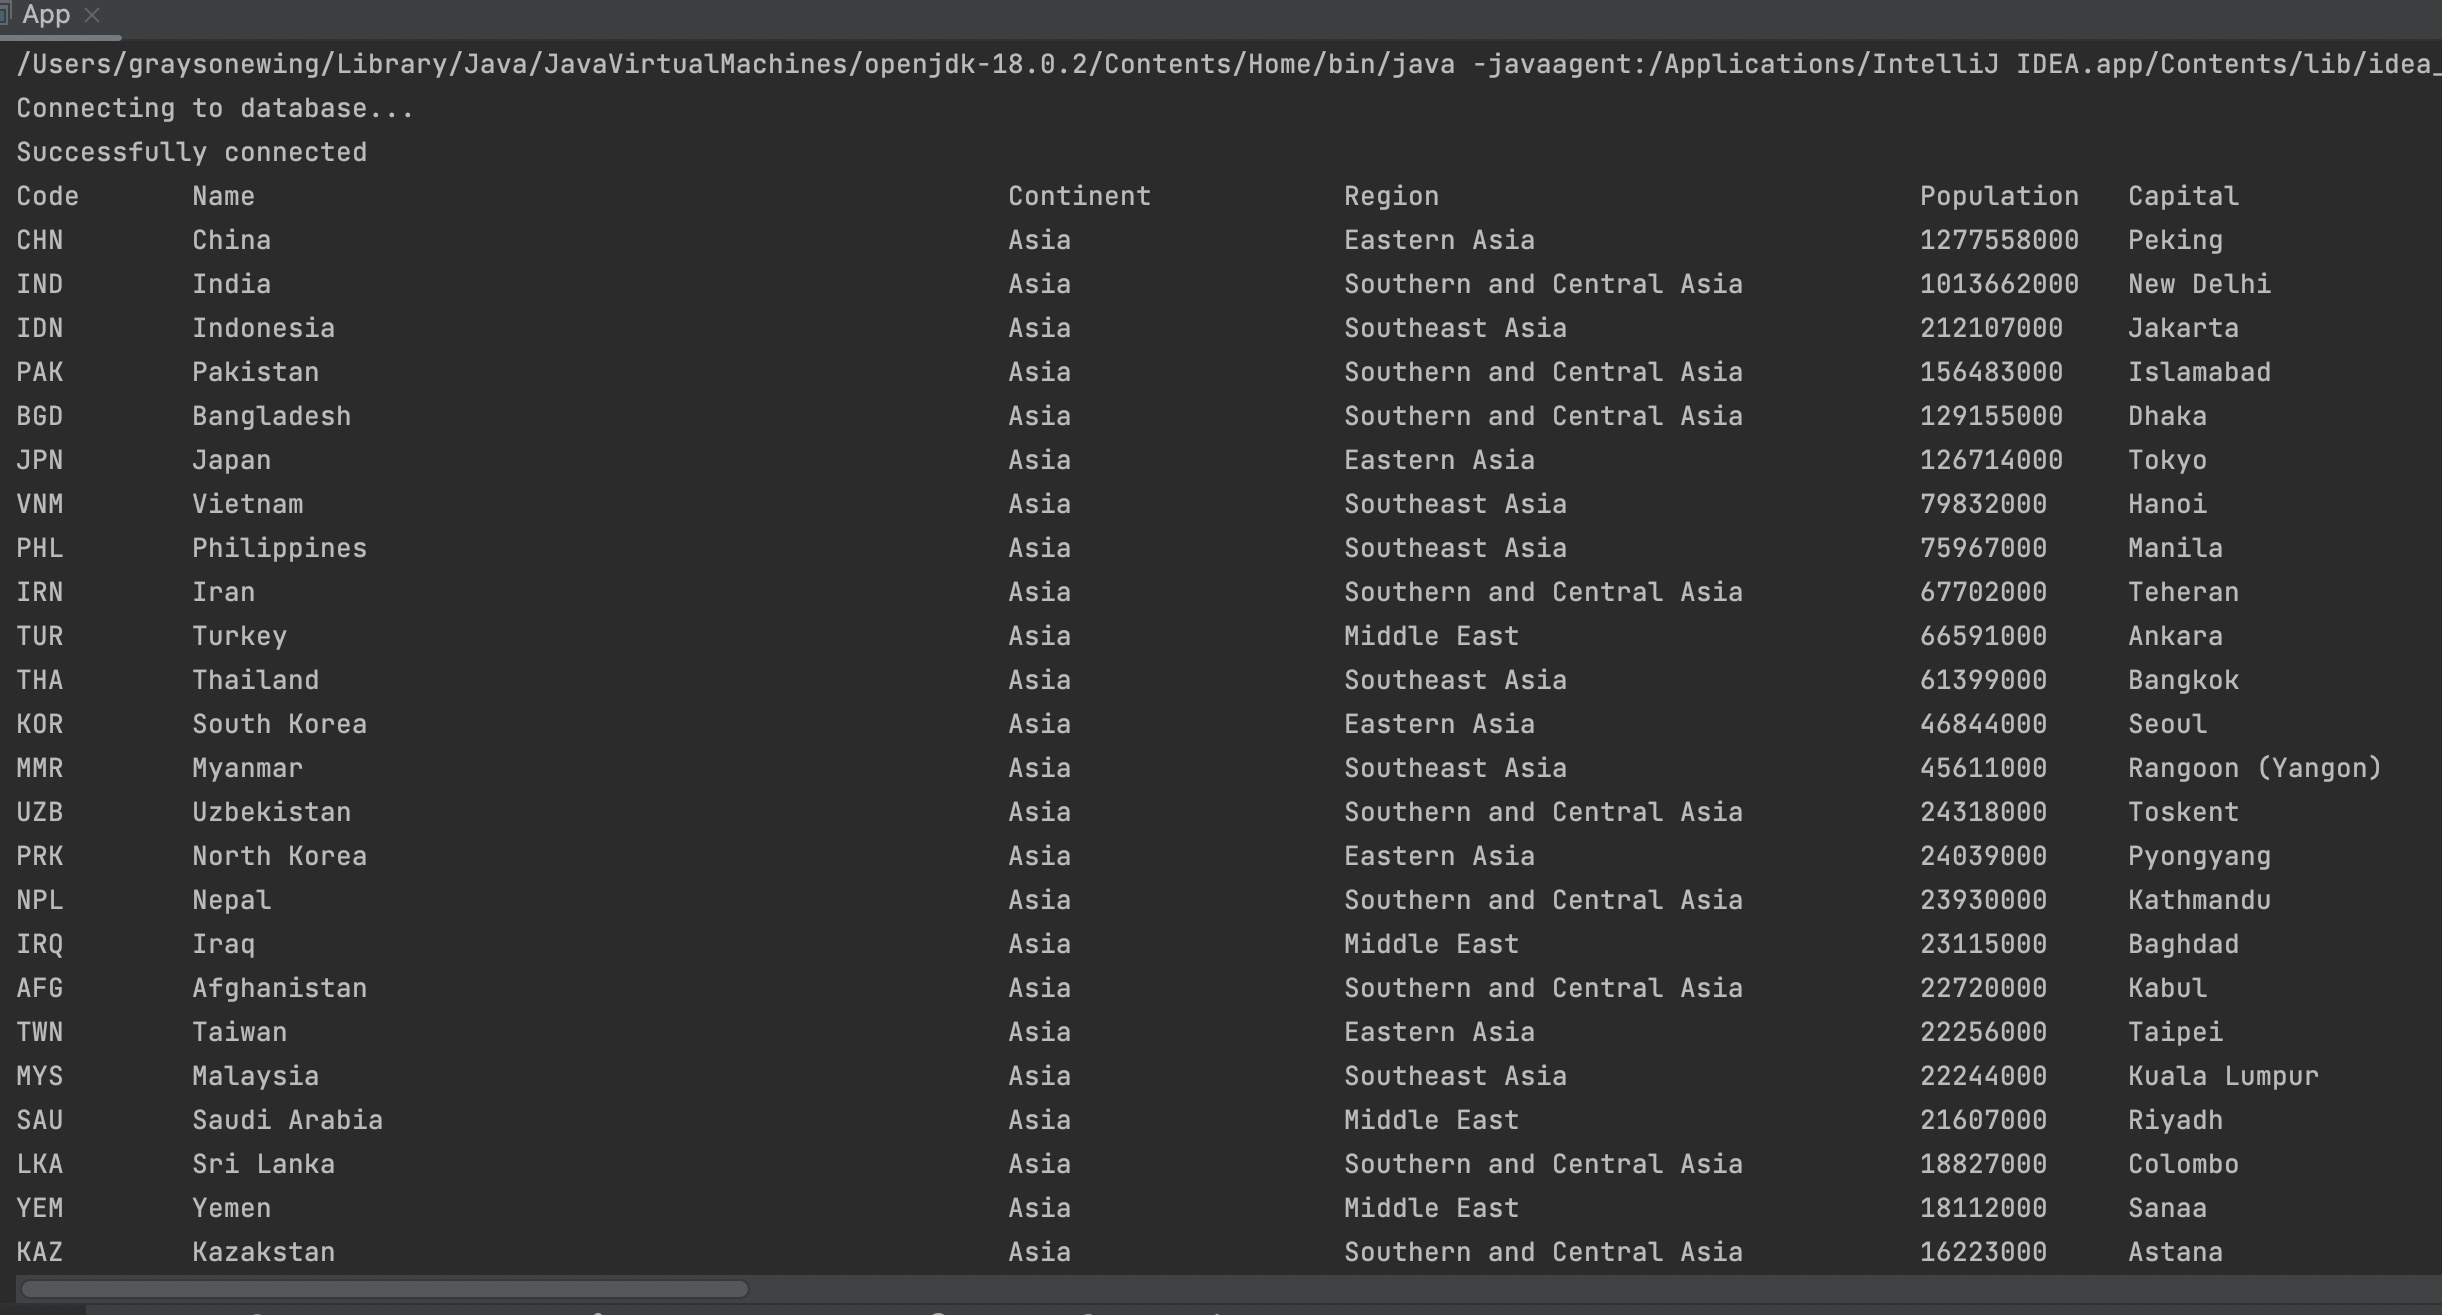 App
/Users/graysonewing/Library/Java/JavaVirtualMachines/openjdk-18.0.2/Contents/Home/bin/java -javaagent:/Applications/IntelliJ IDEA.app/Contents/lib/idea_
Connecting to database...
Successfully connected
Code Name Continent Region Population Capital
CHN China Asia Eastern Asia 1277558000 Peking
IND India Asia Southern and Central Asia 1013662000 New Delhi
IDN Indonesia Asia Southeast Asia 212107000 Jakarta
PAK Pakistan Asia Southern and Central Asia 156483000 Islamabad
BGD Bangladesh Asia Southern and Central Asia 129155000 Dhaka
JPN Japan Asia Eastern Asia 126714000 Tokyo
VNM Vietnam Asia Southeast Asia 79832000 Hanoi
PHL Philippines Asia Southeast Asia 75967000 Manila
IRN Iran Asia Southern and Central Asia 67702000 Teheran
TUR Turkey Asia Middle East 66591000 Ankara
THA Thailand Asia Southeast Asia 61399000 Bangkok
KOR South Korea Asia Eastern Asia 46844000 Seoul
MMR Myanmar Asia Southeast Asia 45611000 Rangoon (Yangon)
UZB Uzbekistan Asia Southern and Central Asia 24318000 Toskent
PRK North Korea Asia Eastern Asia 24039000 Pyongyang
NPL Nepal Asia Southern and Central Asia 23930000 Kathmandu
IRQ Iraq Asia Middle East 23115000 Baghdad
AFG Afghanistan Asia Southern and Central Asia 22720000 Kabul
TWN Taiwan Asia Eastern Asia 22256000 Taipei
MYS Malaysia Asia Southeast Asia 22244000 Kuala Lumpur
SAU Saudi Arabia Asia Middle East 21607000 Riyadh
LKA Sri Lanka Asia Southern and Central Asia 18827000 Colombo
YEM Yemen Asia Middle East 18112000 Sanaa
KAZ Kazakstan Asia Southern and Central Asia 16223000 Astana